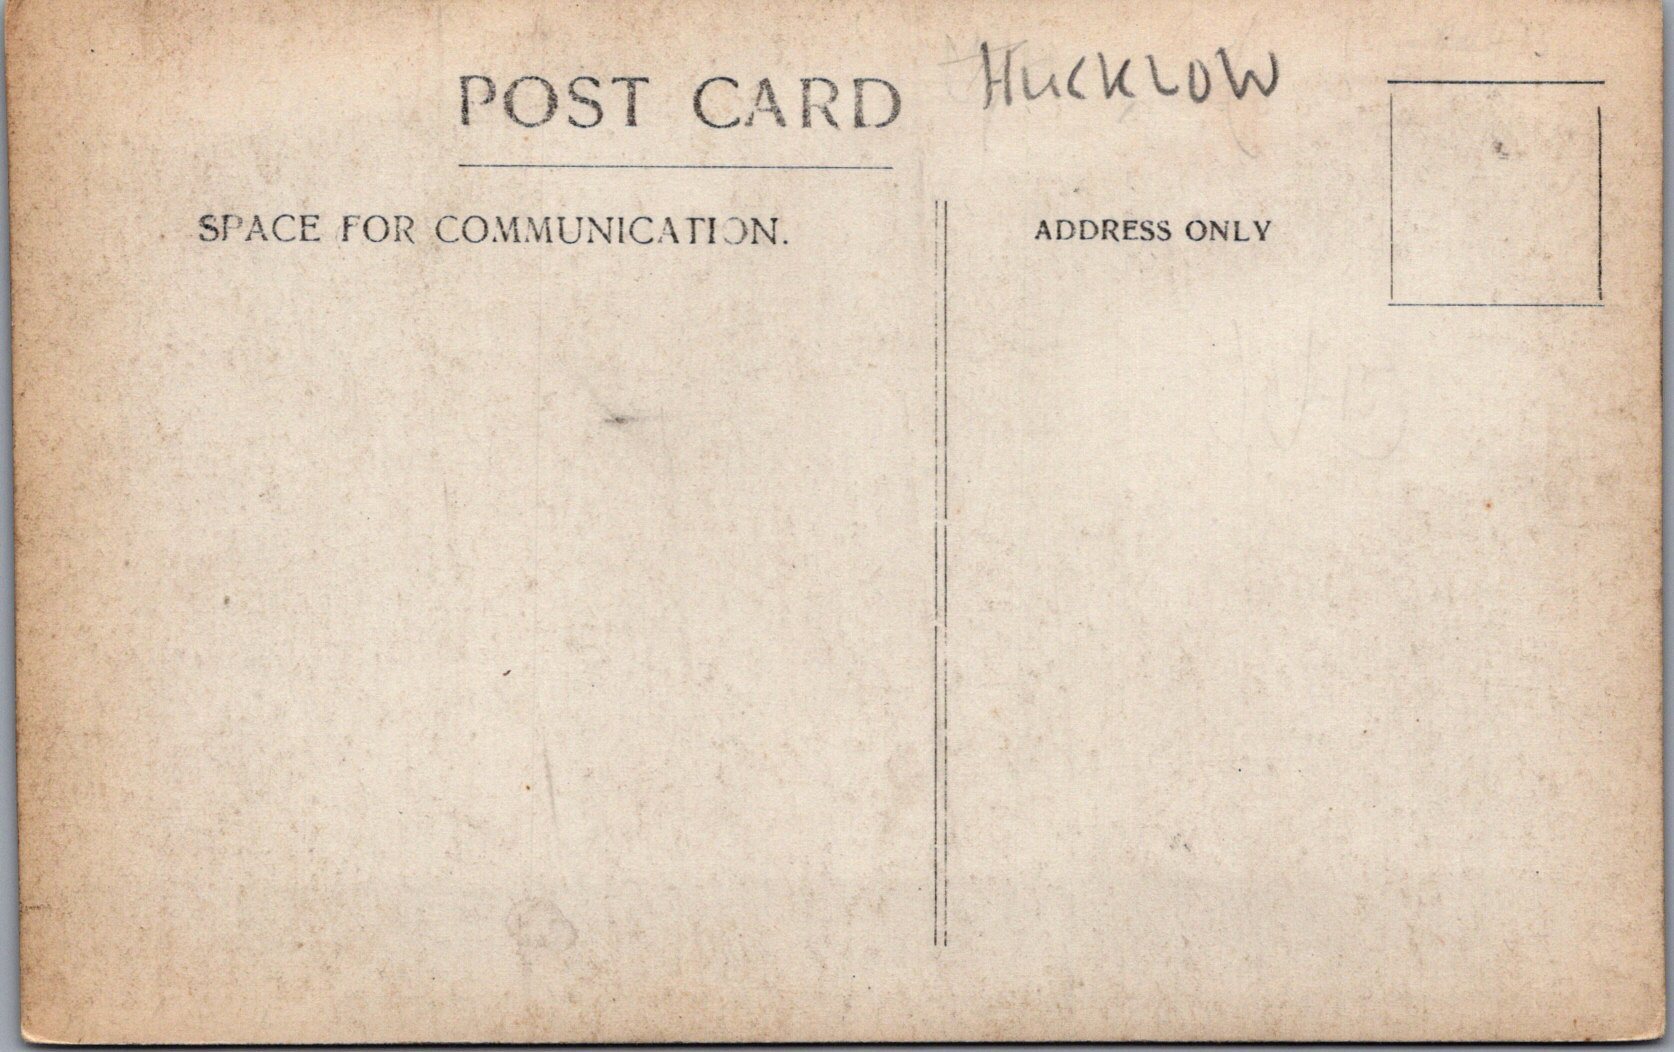 POST CARD
HUCKLOW
SPACE FOR COMMUNICATION.
ADDRESS ONLY